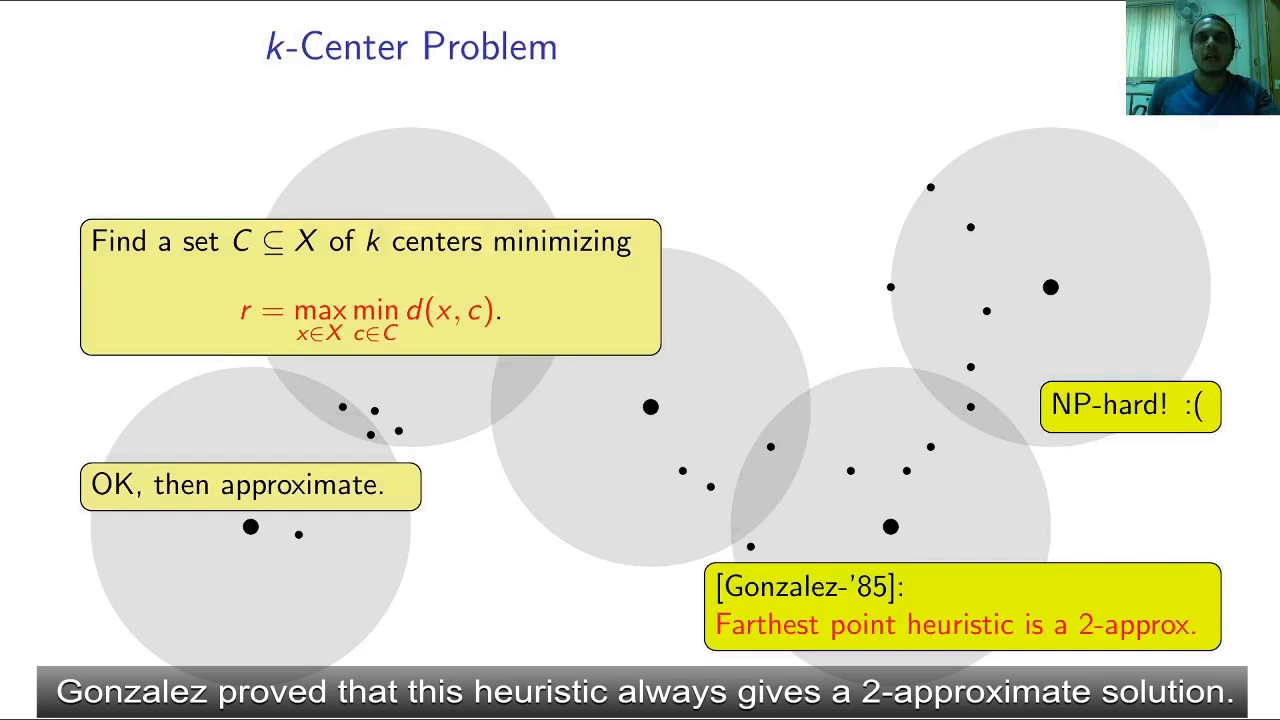 k-Center Problem
Find a set C ⊆ X of k centers minimizing
r = max min d(x, c).
x∈X c∈C
NP-hard! :(
OK, then approximate.
[Gonzalez-'85]:
Farthest point heuristic is a 2-approx.
Gonzalez proved that this heuristic always gives a 2-approximate solution.